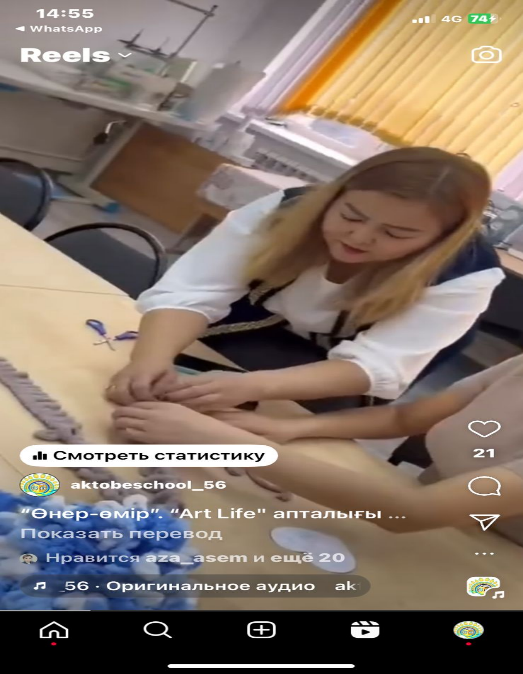 14:55
4G 74
WhatsApp
Reels
Смотреть статистику
21
aktobeschool_56
“Өнер-өмір”. “Art Life" апталығы ...
Показать перевод
Нравится aza_asem и ещё 20
_56 · Оригинальное аудио ak